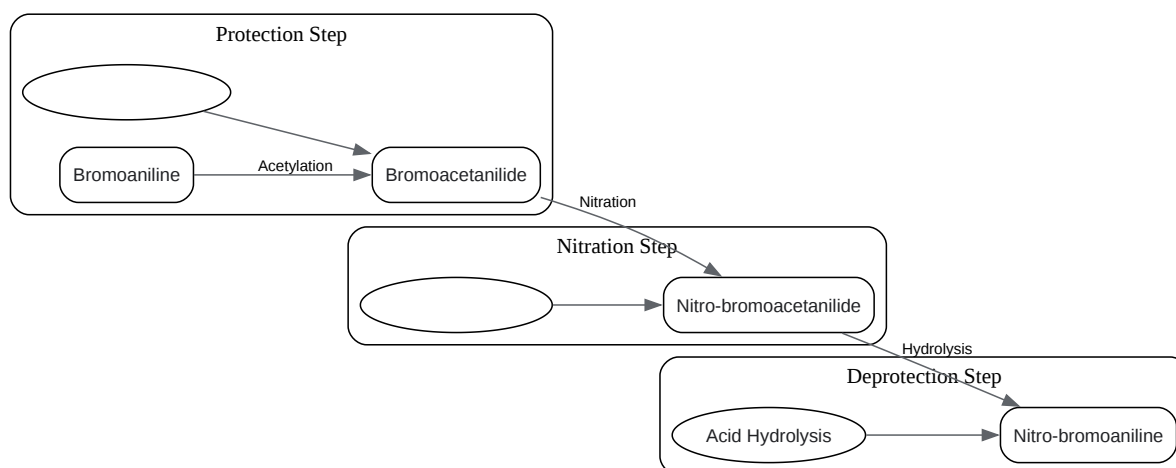 Protection Step
Bromoaniline
Acetylation
Bromoacetanilide
Nitration
Nitration Step
Nitro-bromoacetanilide
Hydrolysis
Deprotection Step
Acid Hydrolysis
Nitro-bromoaniline